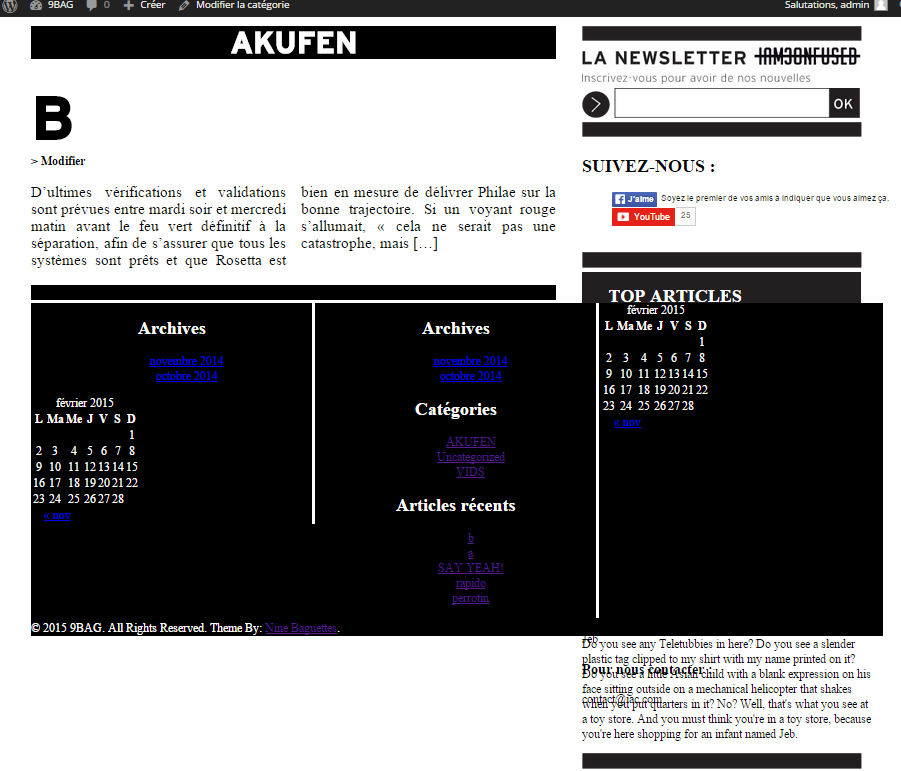 9BAG 0 Créer Modifier la catégorie Salutations, admin
AKUFEN
B
> Modifier
D’ultimes vérifications et validations
sont prévues entre mardi soir et mercredi
matin avant le feu vert définitif à la
séparation, afin de s’assurer que tous les
systèmes sont prêts et que Rosetta est
bien en mesure de délivrer Philae sur la
bonne trajectoire. Si un voyant rouge
s’allumait, « cela ne serait pas une
catastrophe, mais […]
LA NEWSLETTER IAM3ONFUSED
Inscrivez-vous pour avoir de nos nouvelles
OK
SUIVEZ-NOUS :
J'aime Soyez le premier de vos amis à indiquer que vous aimez ça.
YouTube 25
TOP ARTICLES
Archives
novembre 2014
octobre 2014
février 2015
L Ma Me J V S D
1
2 3 4 5 6 7 8
9 10 11 12 13 14 15
16 17 18 19 20 21 22
23 24 25 26 27 28
« nov
Archives
novembre 2014
octobre 2014
Catégories
AKUFEN
Uncategorized
VIDS
Articles récents
b
a
SAY YEAH!
rapido
perrotin
février 2015
L Ma Me J V S D
1
2 3 4 5 6 7 8
9 10 11 12 13 14 15
16 17 18 19 20 21 22
23 24 25 26 27 28
« nov
© 2015 9BAG. All Rights Reserved. Theme By: Nine Baguettes.
Jeb
Do you see any Teletubbies in here? Do you see a slender
plastic tag clipped to my shirt with my name printed on it?
Pour nous contacter :
Do you see a little Asian child with a blank expression on his
face sitting outside on a mechanical helicopter that shakes
contact@jac.com
when you put quarters in it? No? Well, that's what you see at
a toy store. And you must think you're in a toy store, because
you're here shopping for an infant named Jeb.